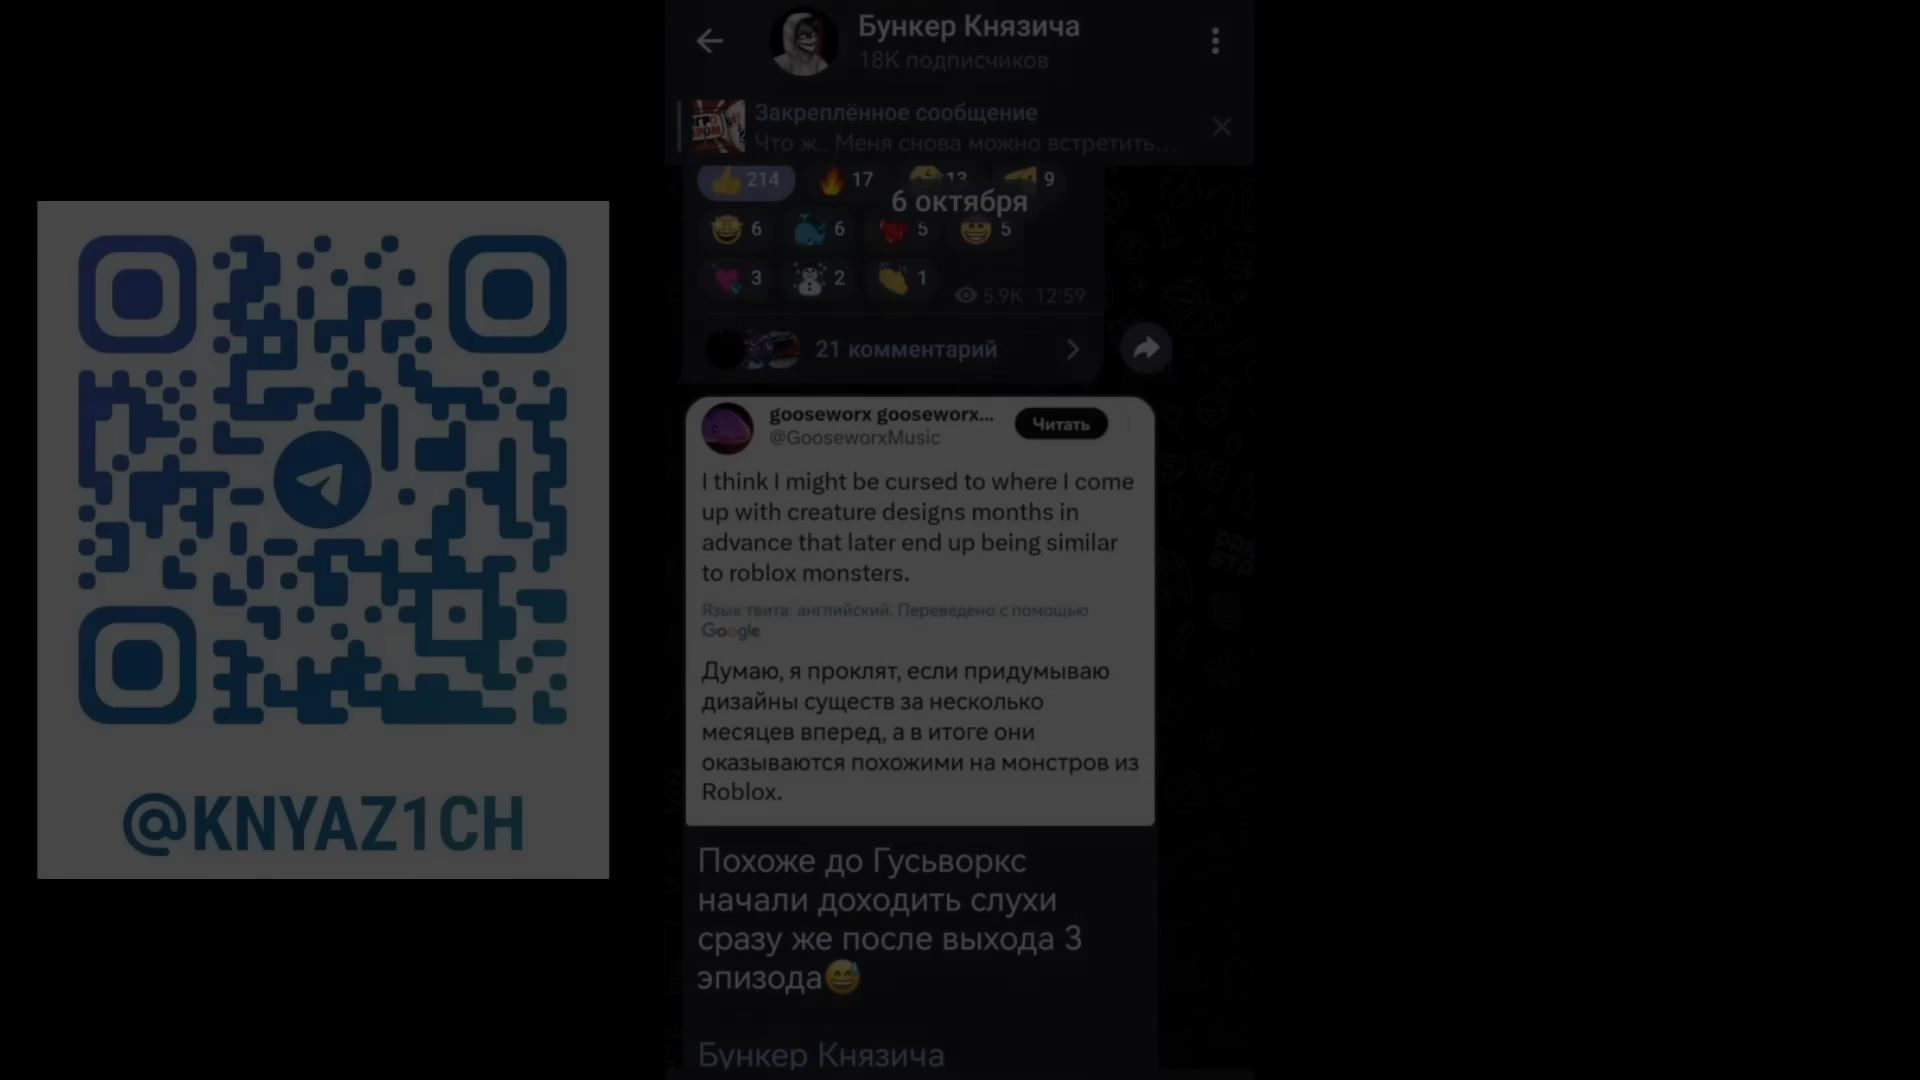 @KNYAZ1CH
Бункер Князича
18K подписчиков
Закреплённое сообщение
Что ж.. Меня снова можно встретить...
214 17 13 9
6 октября
6 6 5 5
3 2 1
5.9K 12:59
21 комментарий
gooseworx gooseworx...
@GooseworxMusic
Читать
I think I might be cursed to where I come
up with creature designs months in
advance that later end up being similar
to roblox monsters.
Язык твита: английский. Переведено с помощью
Google
Думаю, я проклят, если придумываю
дизайны существ за несколько
месяцев вперед, а в итоге они
оказываются похожими на монстров из
Roblox.
Похоже до Гусьворкс
начали доходить слухи
сразу же после выхода 3
эпизода😅
Бункер Князича